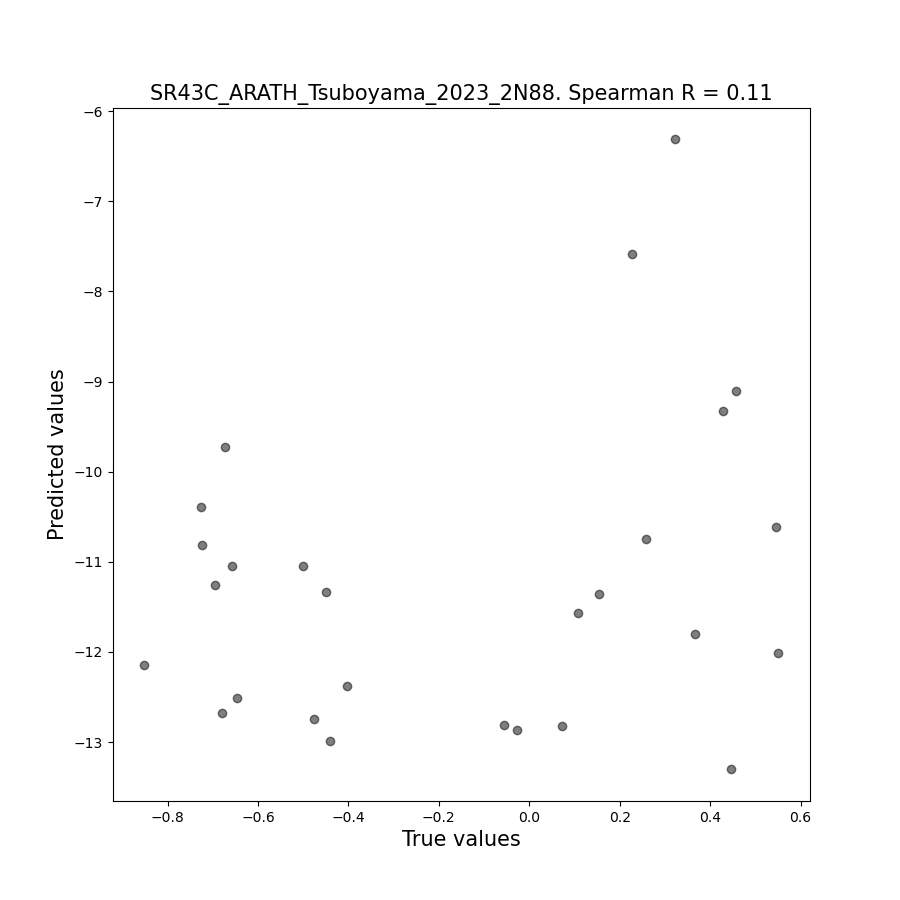 SR43C_ARATH_Tsuboyama_2023_2N88. Spearman R = 0.11
−6
−7
−8
−9
−10
−11
−12
−13
Predicted values
−0.8 −0.6 −0.4 −0.2 0.0 0.2 0.4 0.6
True values